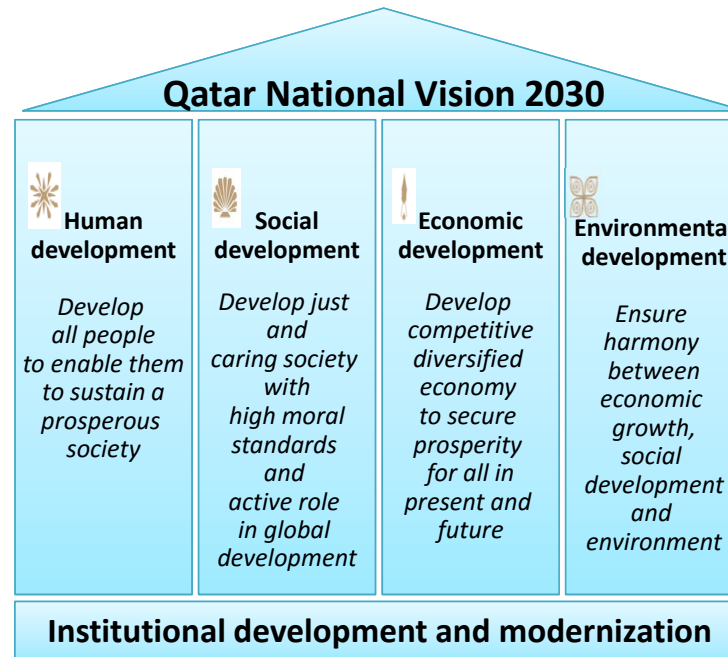 Qatar National Vision 2030
Human
development
Develop
all people
to enable them
to sustain a
prosperous
society
Social
development
Develop just
and
caring society
with
high moral
standards
and
active role
in global
development
Economic
development
Develop
competitive
diversified
economy
to secure
prosperity
for all in
present and
future
Environmenta
development
Ensure
harmony
between
economic
growth,
social
development
and
environment
Institutional development and modernization